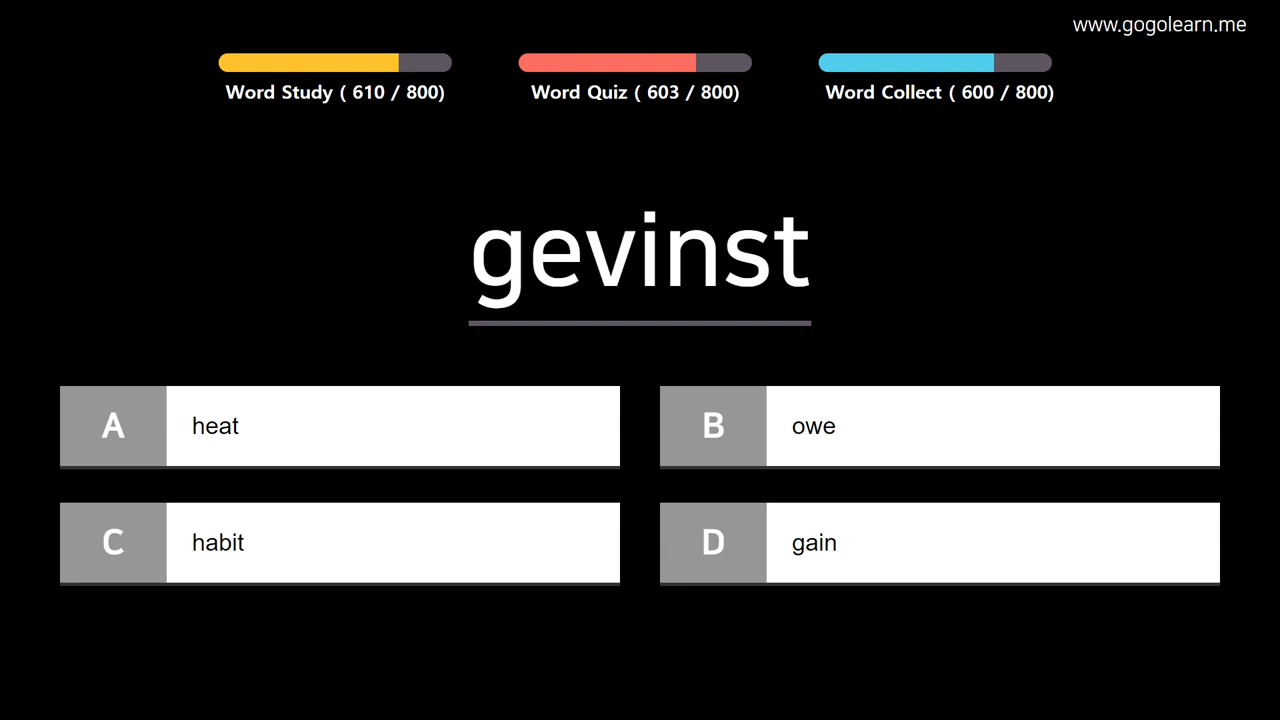 www.gogolearn.me
Word Study ( 610 / 800)
Word Quiz ( 603 / 800)
Word Collect ( 600 / 800)
gevinst
A heat
B owe
C habit
D gain